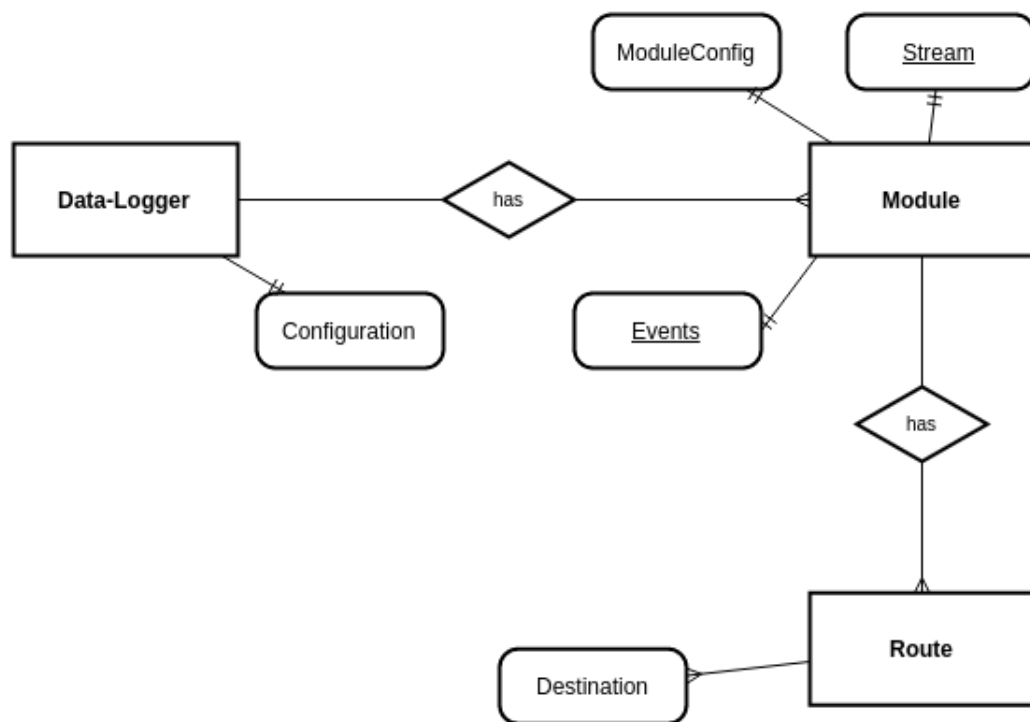 ModuleConfig
Stream
Data-Logger
has
Module
Configuration
Events
has
Route
Destination